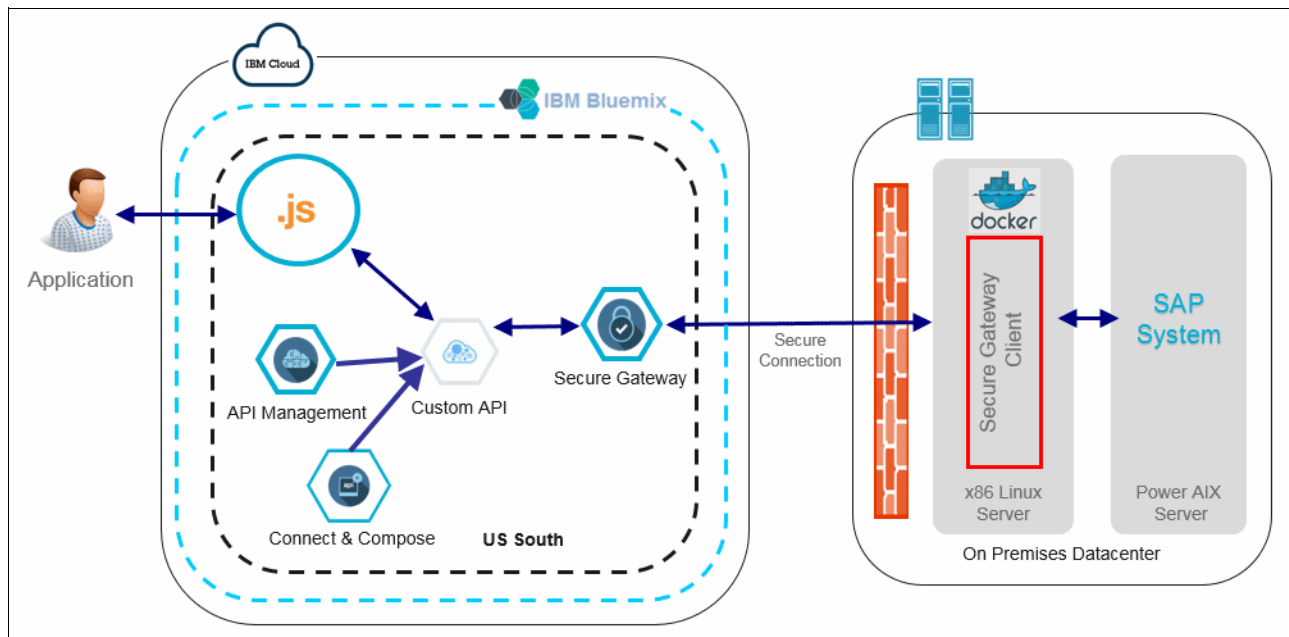 IBM Cloud
IBM Bluemix
.js
Application
API Management
Custom API
Secure Gateway
Connect & Compose
US South
Secure
Connection
docker
Secure Gateway
Client
x86 Linux
Server
SAP
System
Power AIX
Server
On Premises Datacenter
api